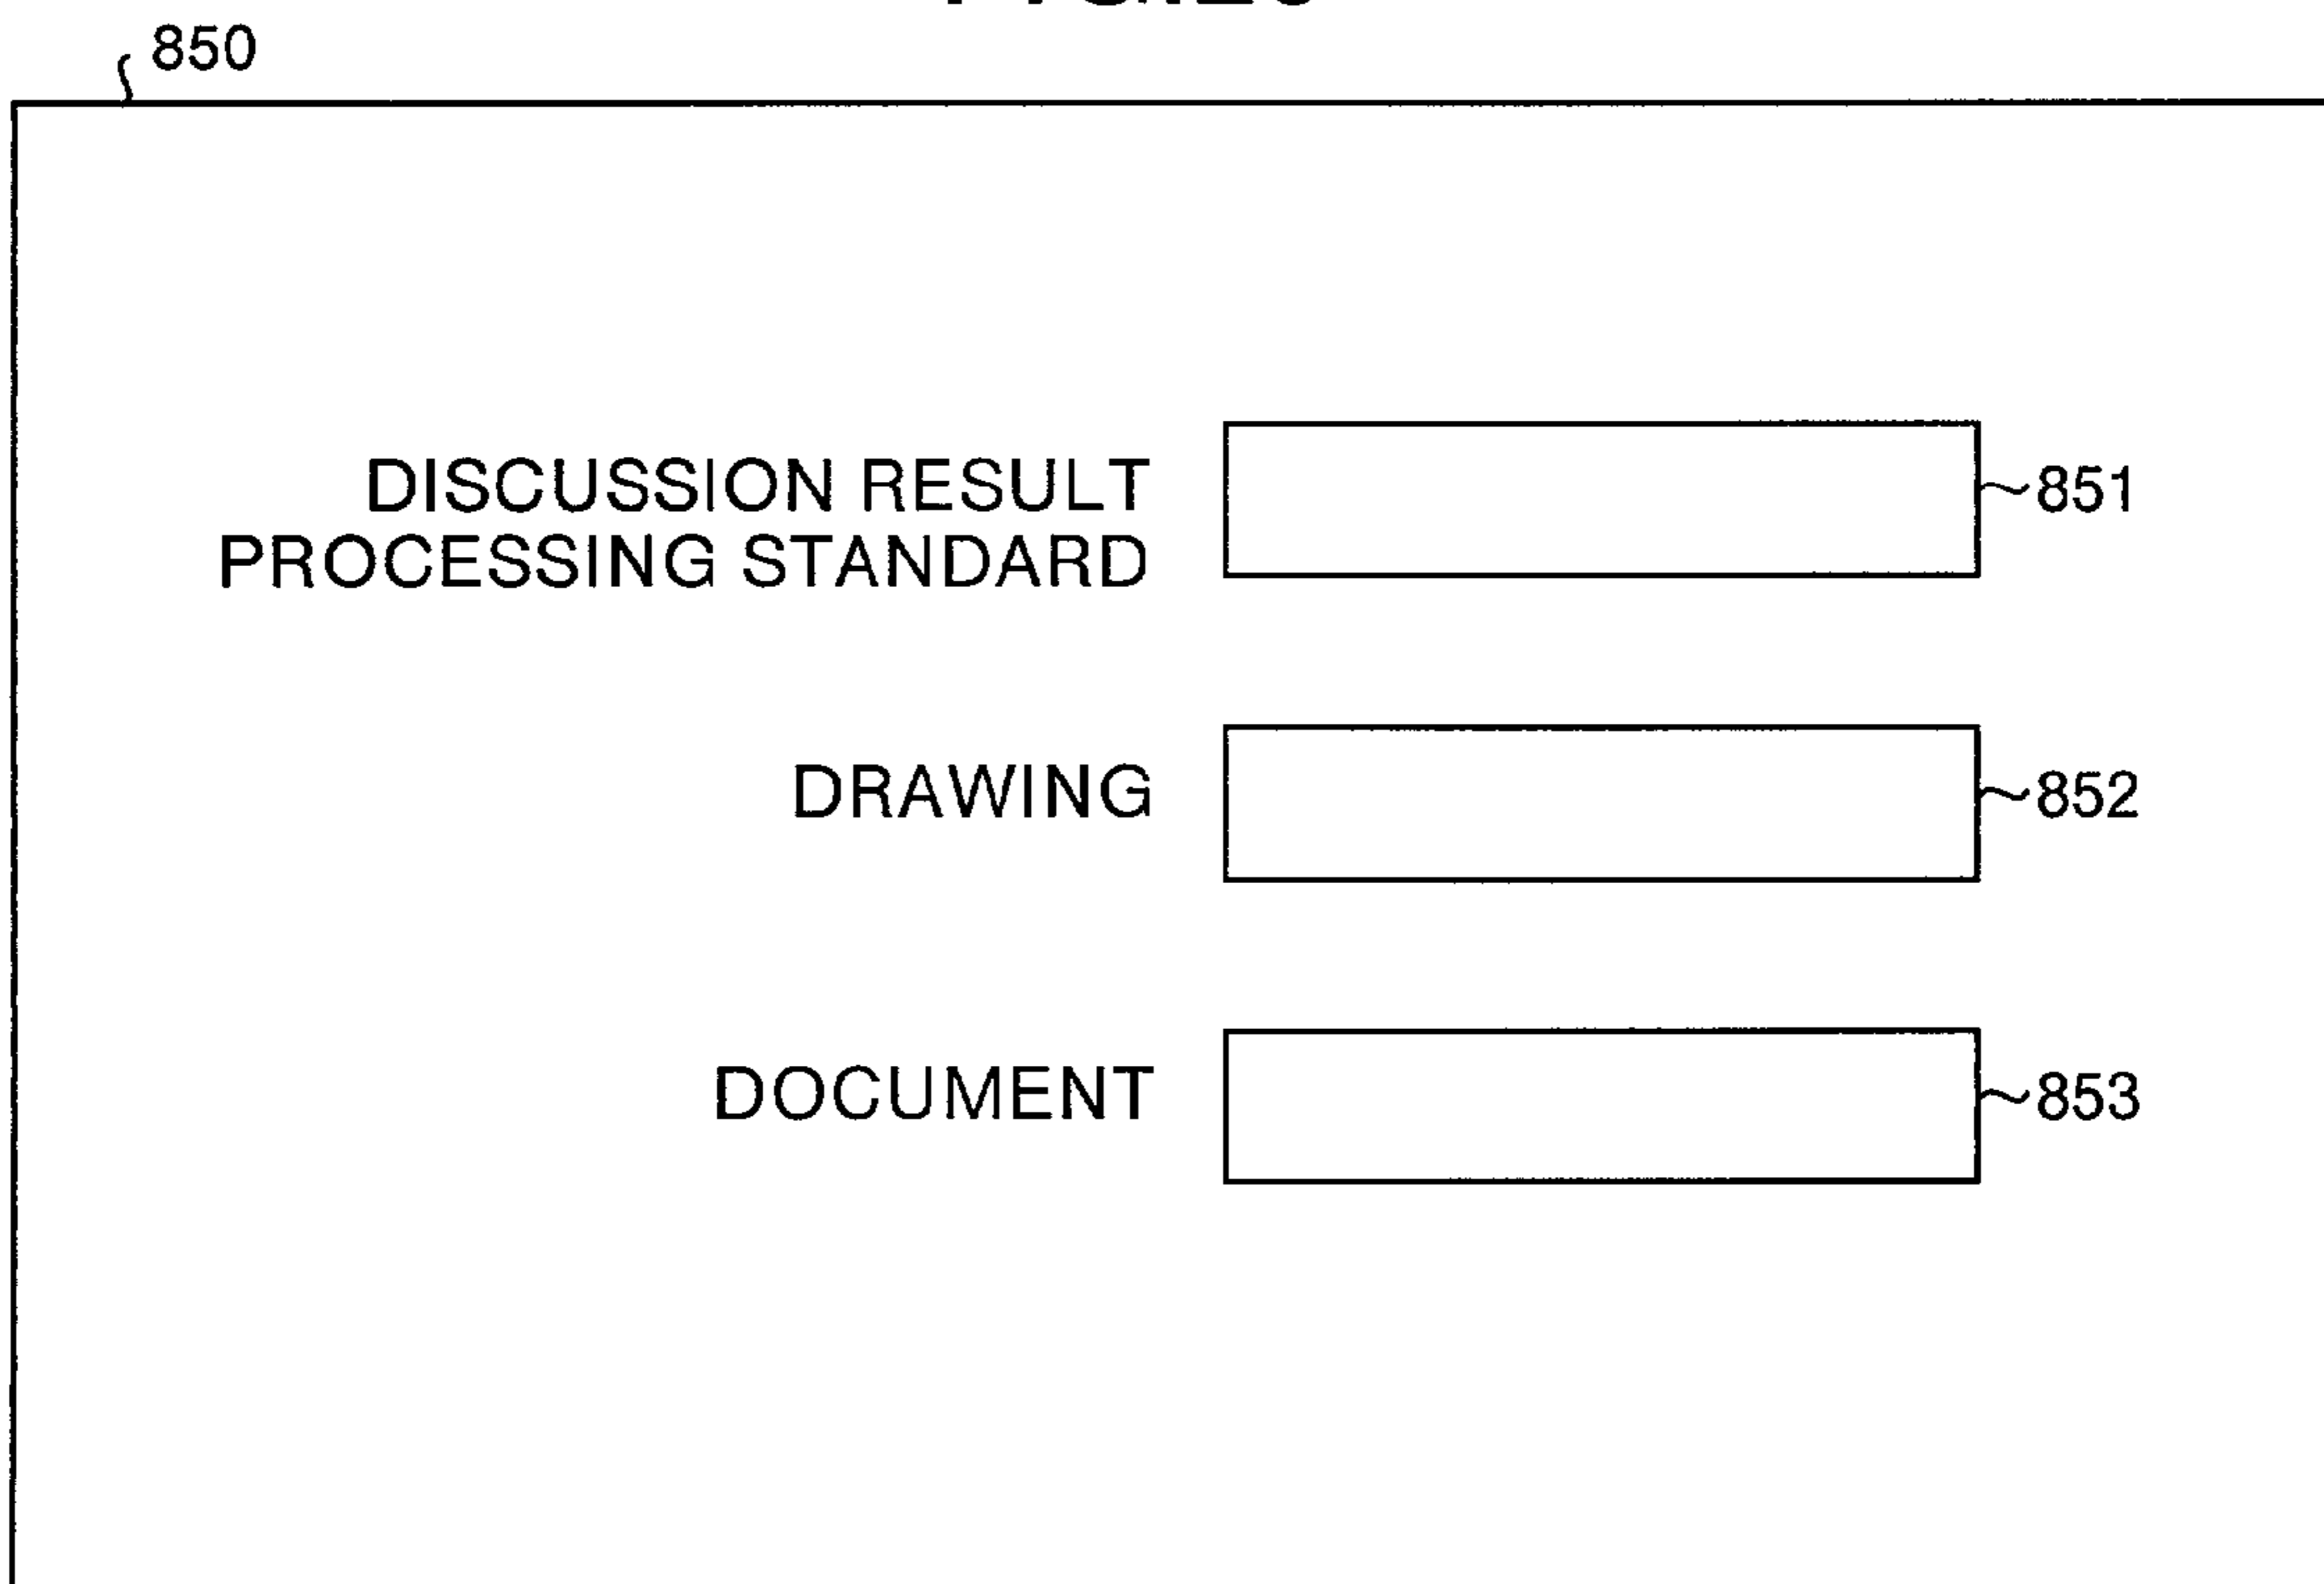 850
DISCUSSION RESULT
PROCESSING STANDARD
851
DRAWING
852
DOCUMENT
853